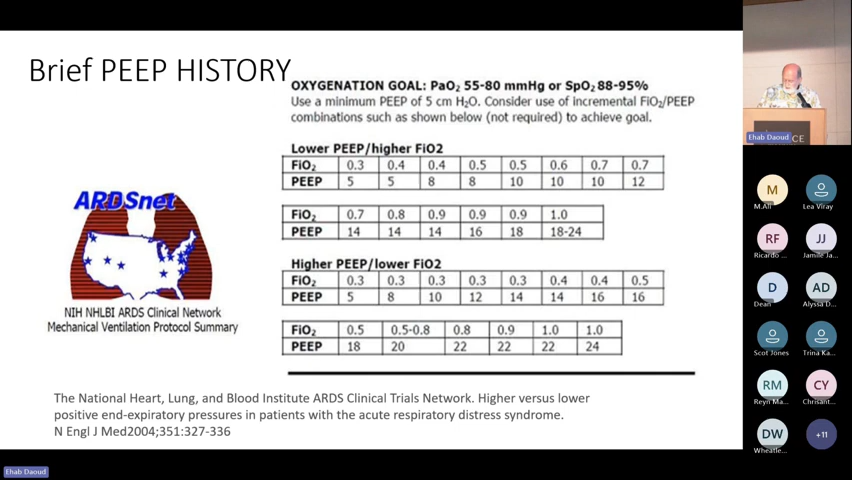 Brief PEEP HISTORY
OXYGENATION GOAL: PaO₂ 55-80 mmHg or SpO₂ 88-95%
Use a minimum PEEP of 5 cm H₂O. Consider use of incremental FiO₂/PEEP
combinations such as shown below (not required) to achieve goal.
Lower PEEP/higher FiO2
FiO₂ 0.3 0.4 0.4 0.5 0.5 0.6 0.7 0.7
PEEP 5 5 8 8 10 10 10 12
FiO₂ 0.7 0.8 0.9 0.9 0.9 1.0
PEEP 14 14 14 16 18 18-24
Higher PEEP/lower FiO2
FiO₂ 0.3 0.3 0.3 0.3 0.3 0.4 0.4 0.5
PEEP 5 8 10 12 14 14 16 16
FiO₂ 0.5 0.5-0.8 0.8 0.9 1.0 1.0
PEEP 18 20 22 22 22 24
ARDSnet
NIH NHLBI ARDS Clinical Network
Mechanical Ventilation Protocol Summary
The National Heart, Lung, and Blood Institute ARDS Clinical Trials Network. Higher versus lower
positive end-expiratory pressures in patients with the acute respiratory distress syndrome.
N Engl J Med2004;351:327-336
Ehab Daoud
Ehab Daoud
M
M.Ali
Lea Viray
RF
Ricardo ...
JJ
Jamile Ja...
D
Dean
AD
Alyssa D...
Scot Jones
Trina Ka...
RM
Reyn Ma...
CY
Chrisant...
DW
Wheatle...
+11